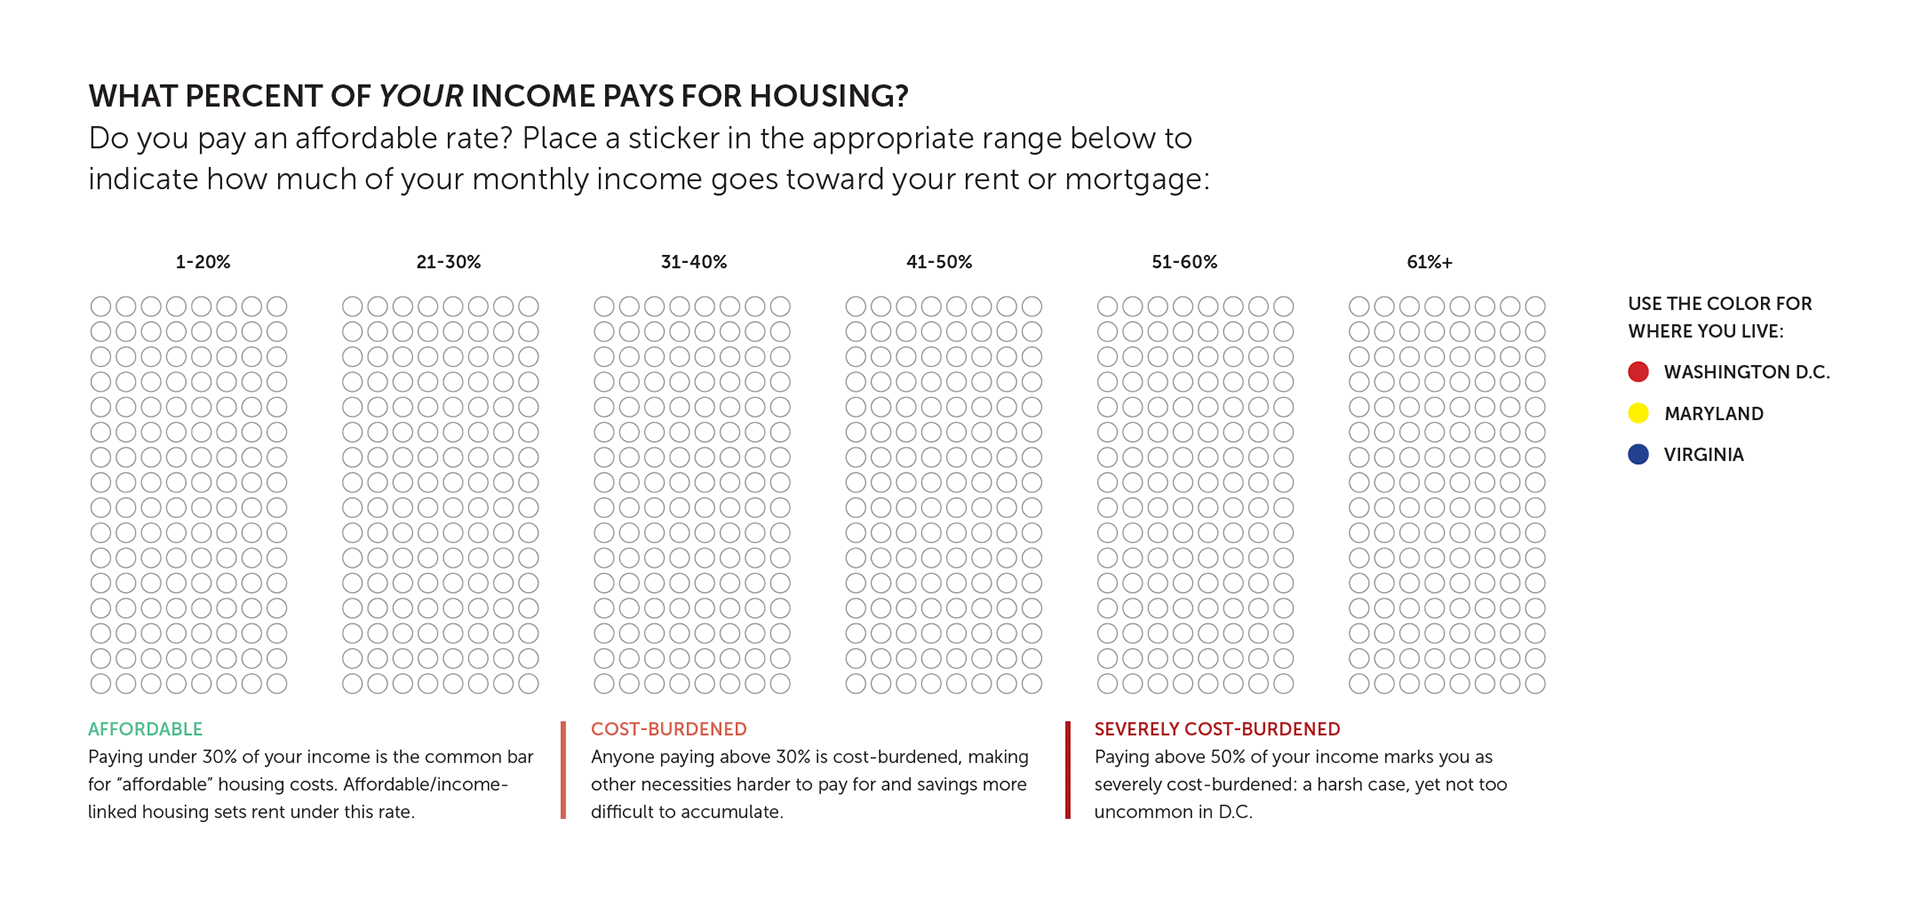 WHAT PERCENT OF YOUR INCOME PAYS FOR HOUSING?
Do you pay an affordable rate? Place a sticker in the appropriate range below to
indicate how much of your monthly income goes toward your rent or mortgage:
1-20%
21-30%
31-40%
41-50%
51-60%
61%+
USE THE COLOR FOR
WHERE YOU LIVE:
WASHINGTON D.C.
MARYLAND
VIRGINIA
AFFORDABLE
Paying under 30% of your income is the common bar
for “affordable” housing costs. Affordable/income-
linked housing sets rent under this rate.
COST-BURDENED
Anyone paying above 30% is cost-burdened, making
other necessities harder to pay for and savings more
difficult to accumulate.
SEVERELY COST-BURDENED
Paying above 50% of your income marks you as
severely cost-burdened: a harsh case, yet not too
uncommon in D.C.